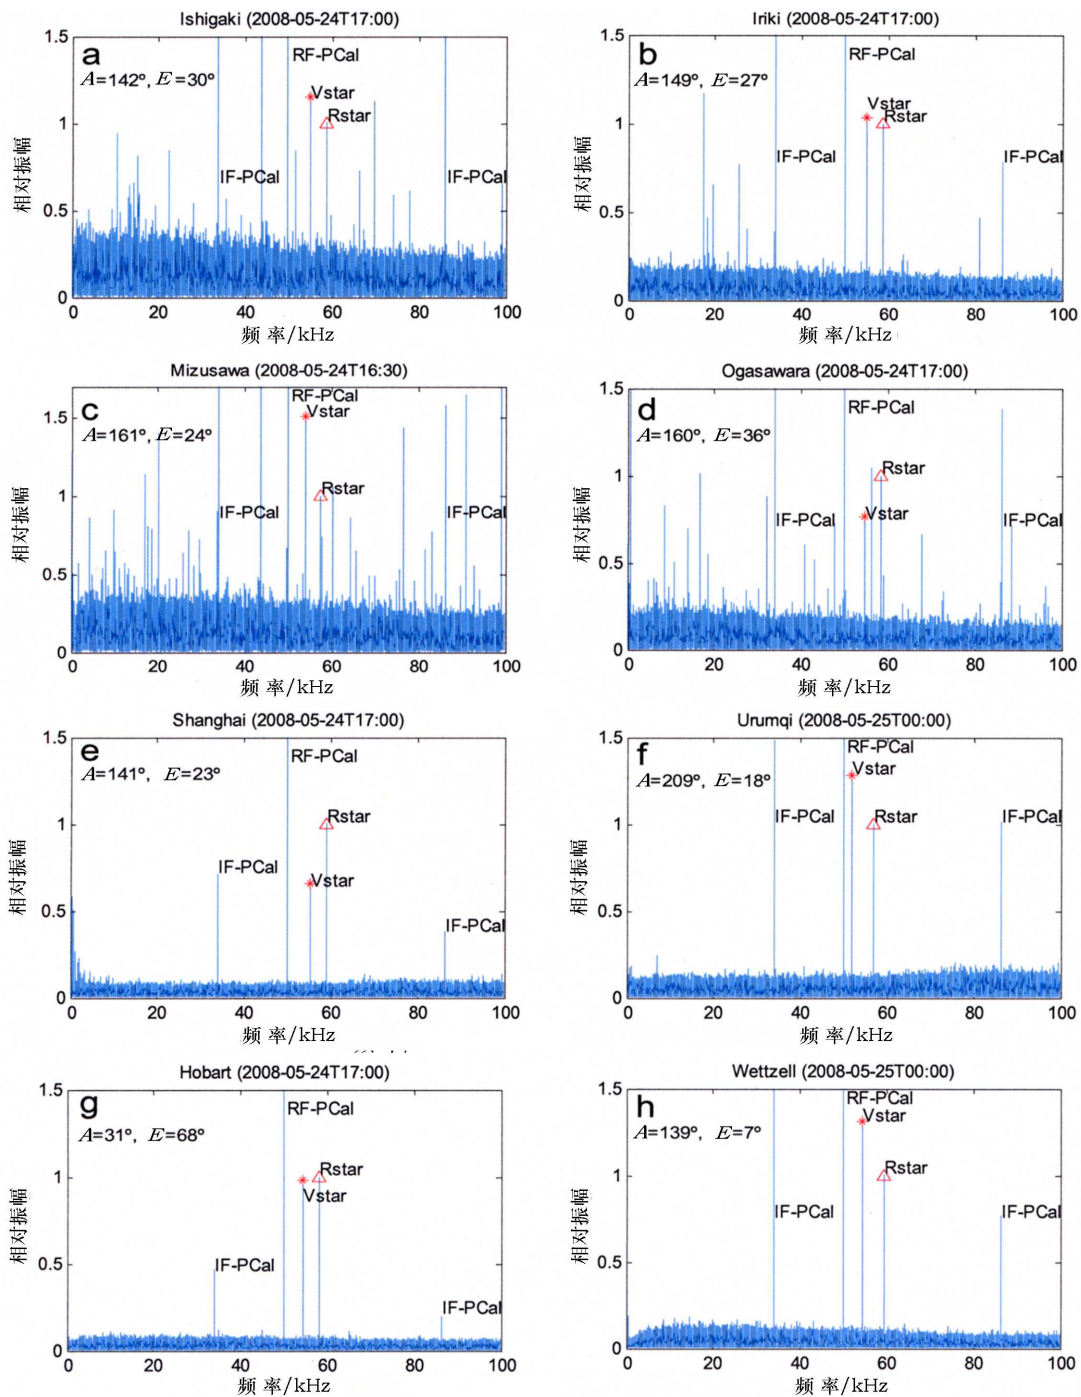 Ishigaki (2008-05-24T17:00)
a
A=142°, E=30°
RF-PCal
Vstar
Rstar
IF-PCal
IF-PCal
1.5
1
0.5
0
0 20 40 60 80 100
相对振幅
频 率/kHz
Iriki (2008-05-24T17:00)
b
A=149°, E=27°
RF-PCal
Vstar
Rstar
IF-PCal
IF-PCal
1.5
1
0.5
0
0 20 40 60 80 100
相对振幅
频 率/kHz
Mizusawa (2008-05-24T16:30)
c
A=161°, E=24°
RF-PCal
Vstar
Rstar
IF-PCal
IF-PCal
1.5
1
0.5
0
0 20 40 60 80 100
相对振幅
频 率/kHz
Ogasawara (2008-05-24T17:00)
d
A=160°, E=36°
RF-PCal
Rstar
Vstar
IF-PCal
IF-PCal
1.5
1
0.5
0
0 20 40 60 80 100
相对振幅
频 率/kHz
Shanghai (2008-05-24T17:00)
e
A=141°, E=23°
RF-PCal
Rstar
IF-PCal
Vstar
IF-PCal
1.5
1
0.5
0
0 20 40 60 80 100
相对振幅
频 率/kHz
Urumqi (2008-05-25T00:00)
f
A=209°, E=18°
RF-PCal
Vstar
IF-PCal
Rstar
IF-PCal
1.5
1
0.5
0
0 20 40 60 80 100
相对振幅
频 率/kHz
Hobart (2008-05-24T17:00)
g
A=31°, E=68°
RF-PCal
Rstar
Vstar
IF-PCal
IF-PCal
1.5
1
0.5
0
0 20 40 60 80 100
相对振幅
频 率/kHz
Wettzell (2008-05-25T00:00)
h
A=139°, E=7°
RF-PCal
Vstar
Rstar
IF-PCal
IF-PCal
1.5
1
0.5
0
0 20 40 60 80 100
相对振幅
频 率/kHz